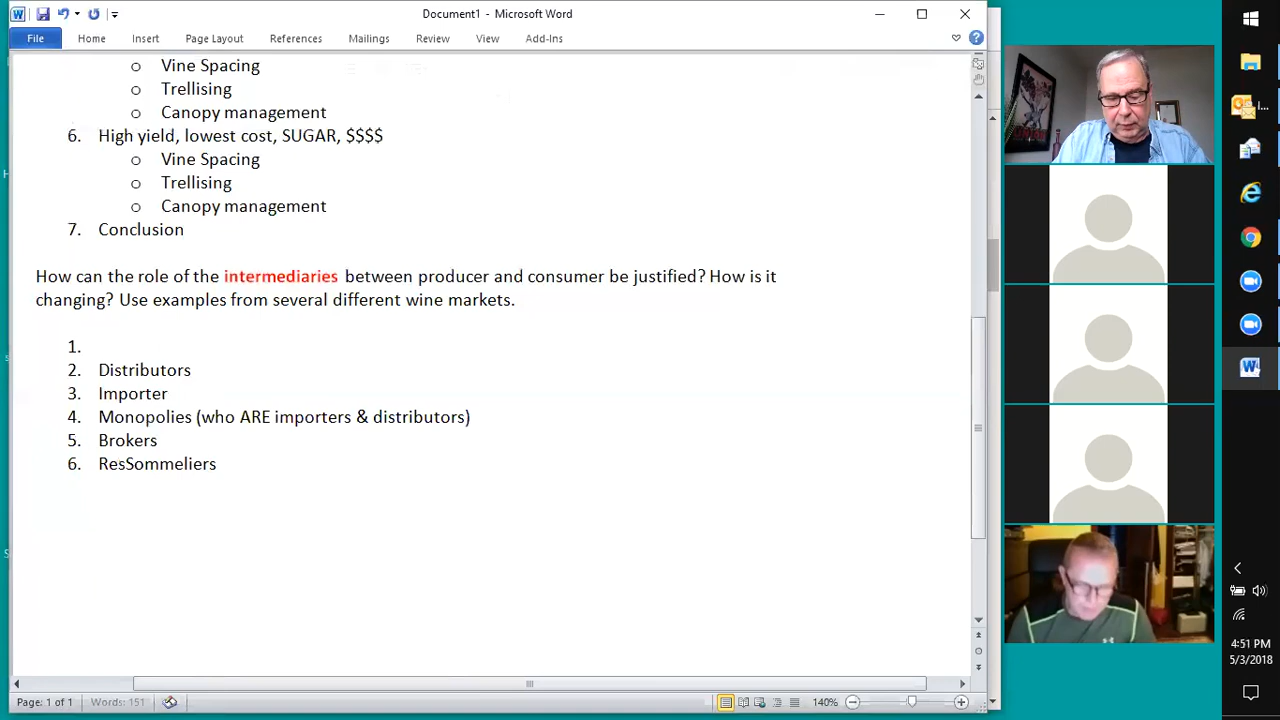 Document1 - Microsoft Word
File Home Insert Page Layout References Mailings Review View Add-Ins
o Vine Spacing
o Trellising
o Canopy management
6. High yield, lowest cost, SUGAR, $$$$
o Vine Spacing
o Trellising
o Canopy management
7. Conclusion
How can the role of the intermediaries between producer and consumer be justified? How is it
changing? Use examples from several different wine markets.
1.
2. Distributors
3. Importer
4. Monopolies (who ARE importers & distributors)
5. Brokers
6. ResSommeliers
Page: 1 of 1 Words: 151 140%
4:51 PM
5/3/2018